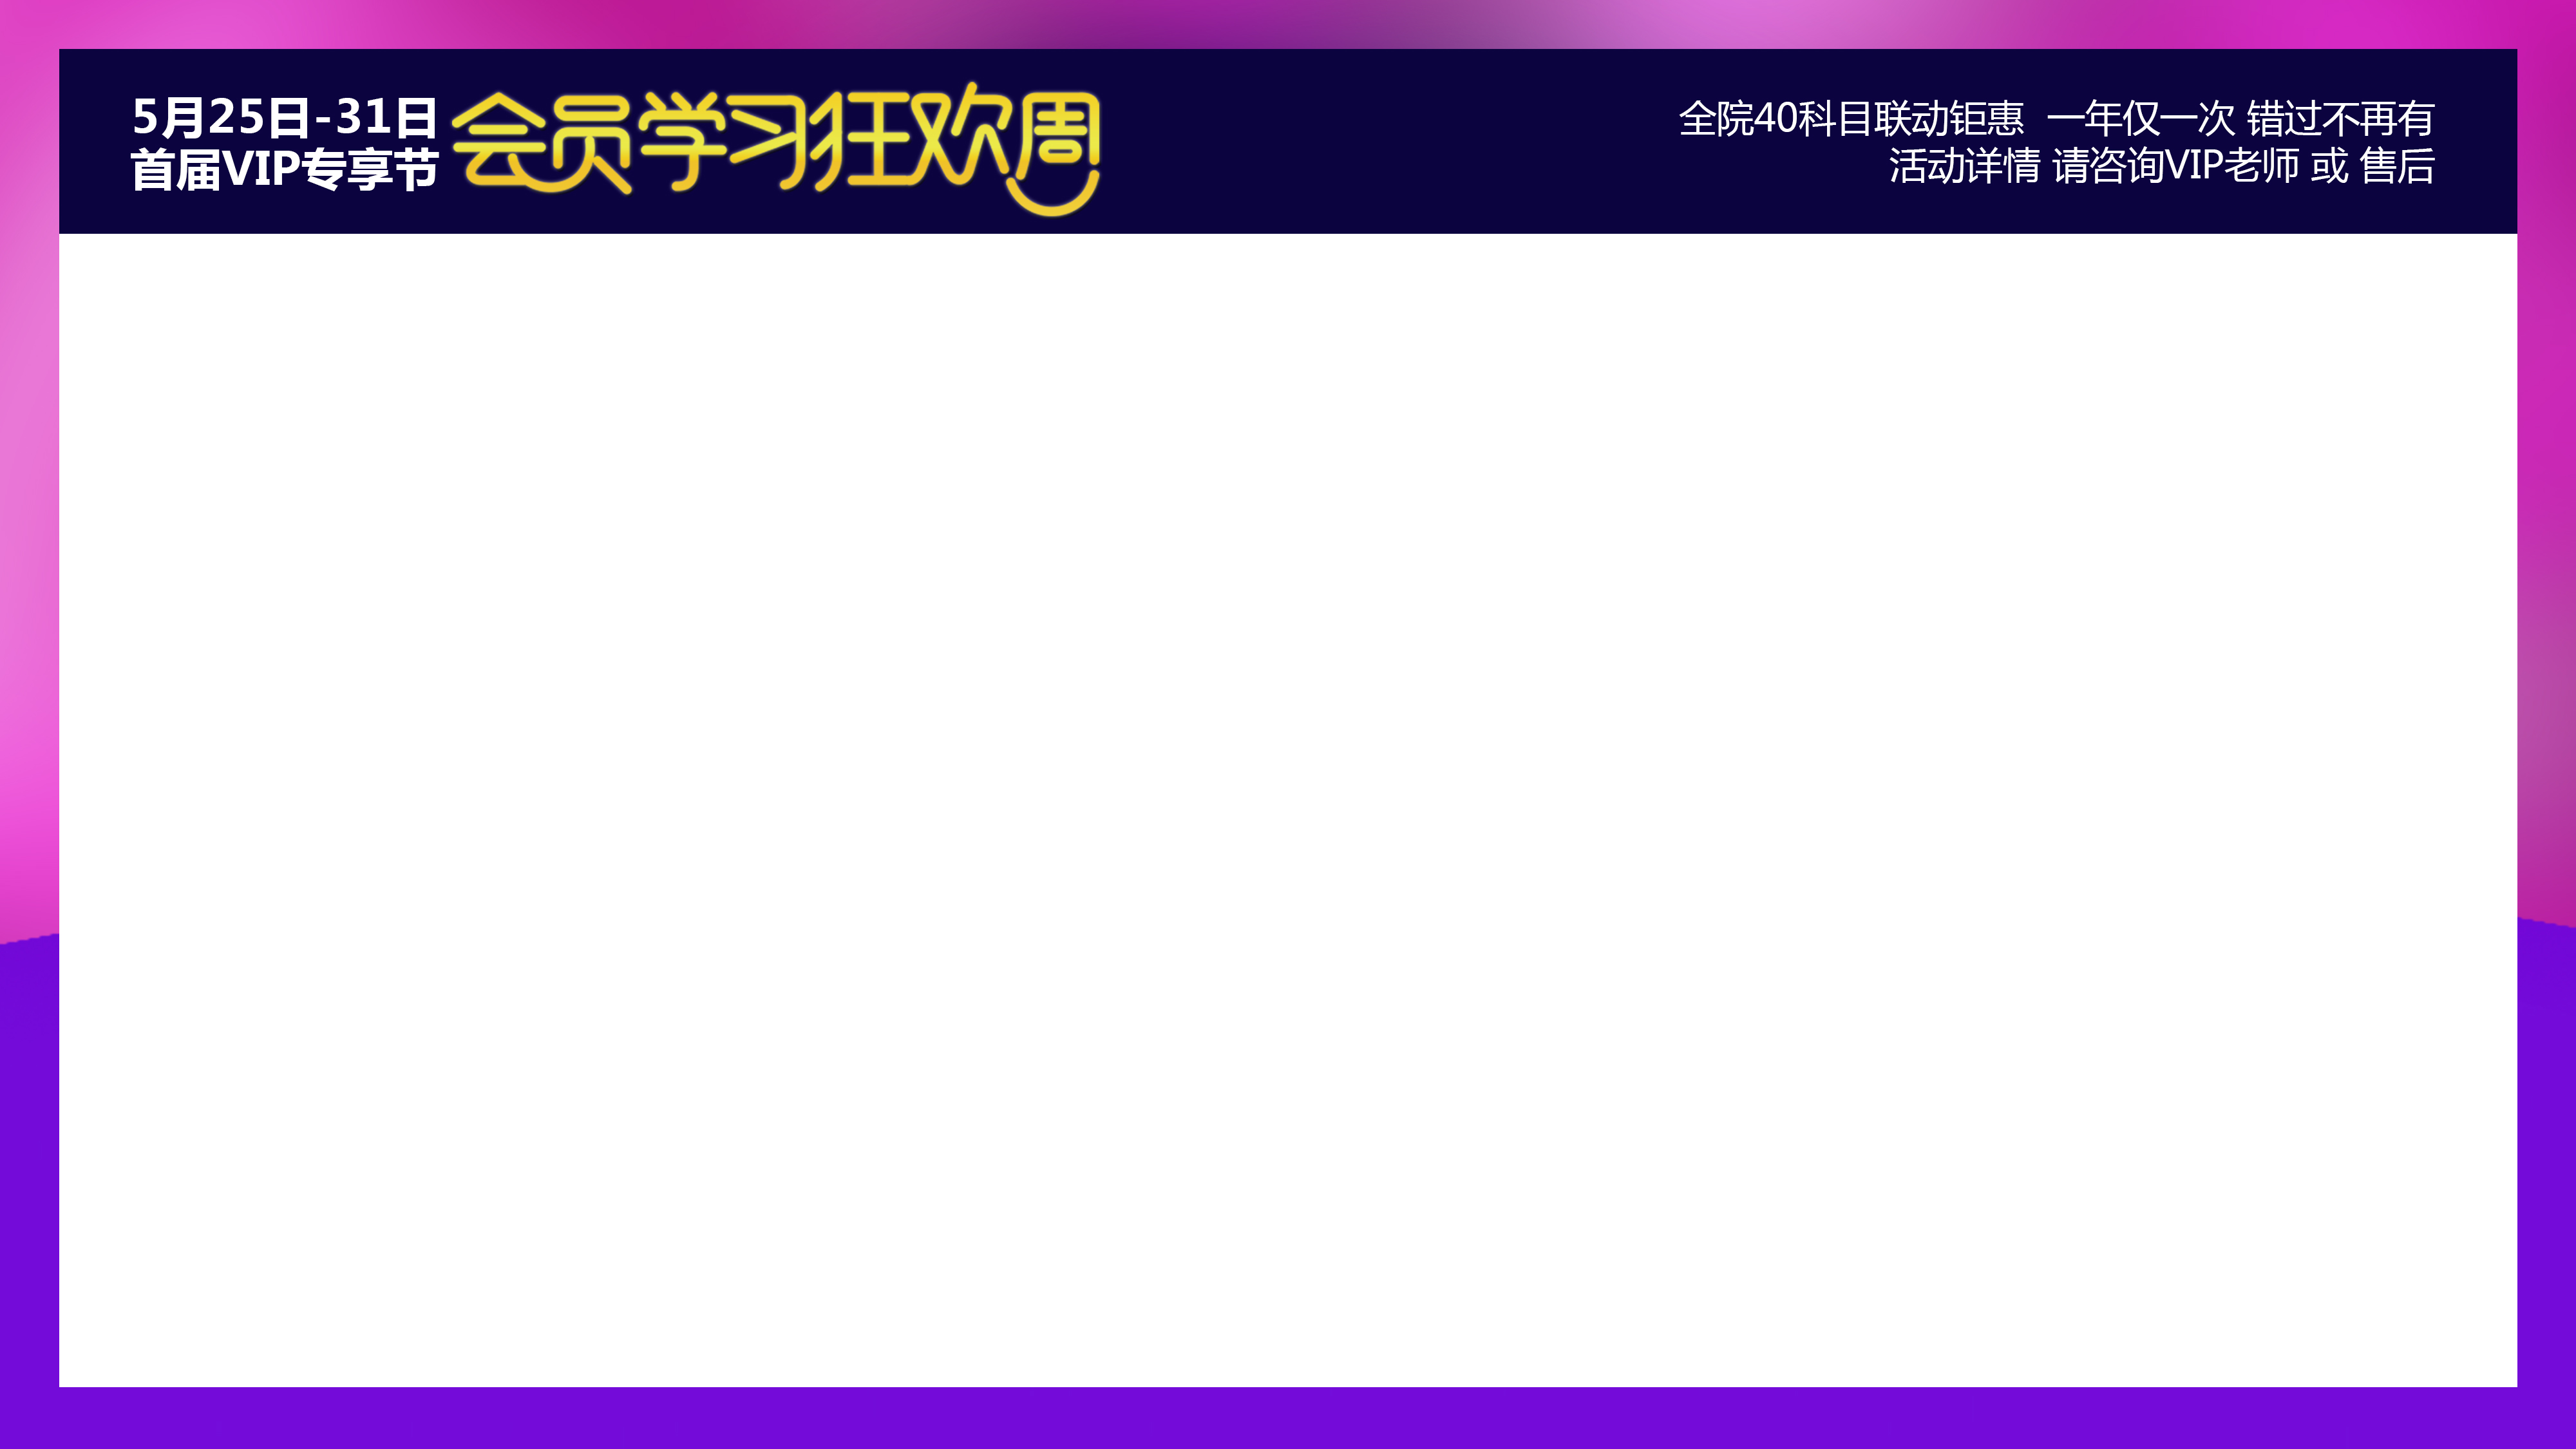 5月25日-31日
首届VIP专享节
会员学习狂欢周
全院40科目联动钜惠  一年仅一次 错过不再有
活动详情 请咨询VIP老师 或 售后